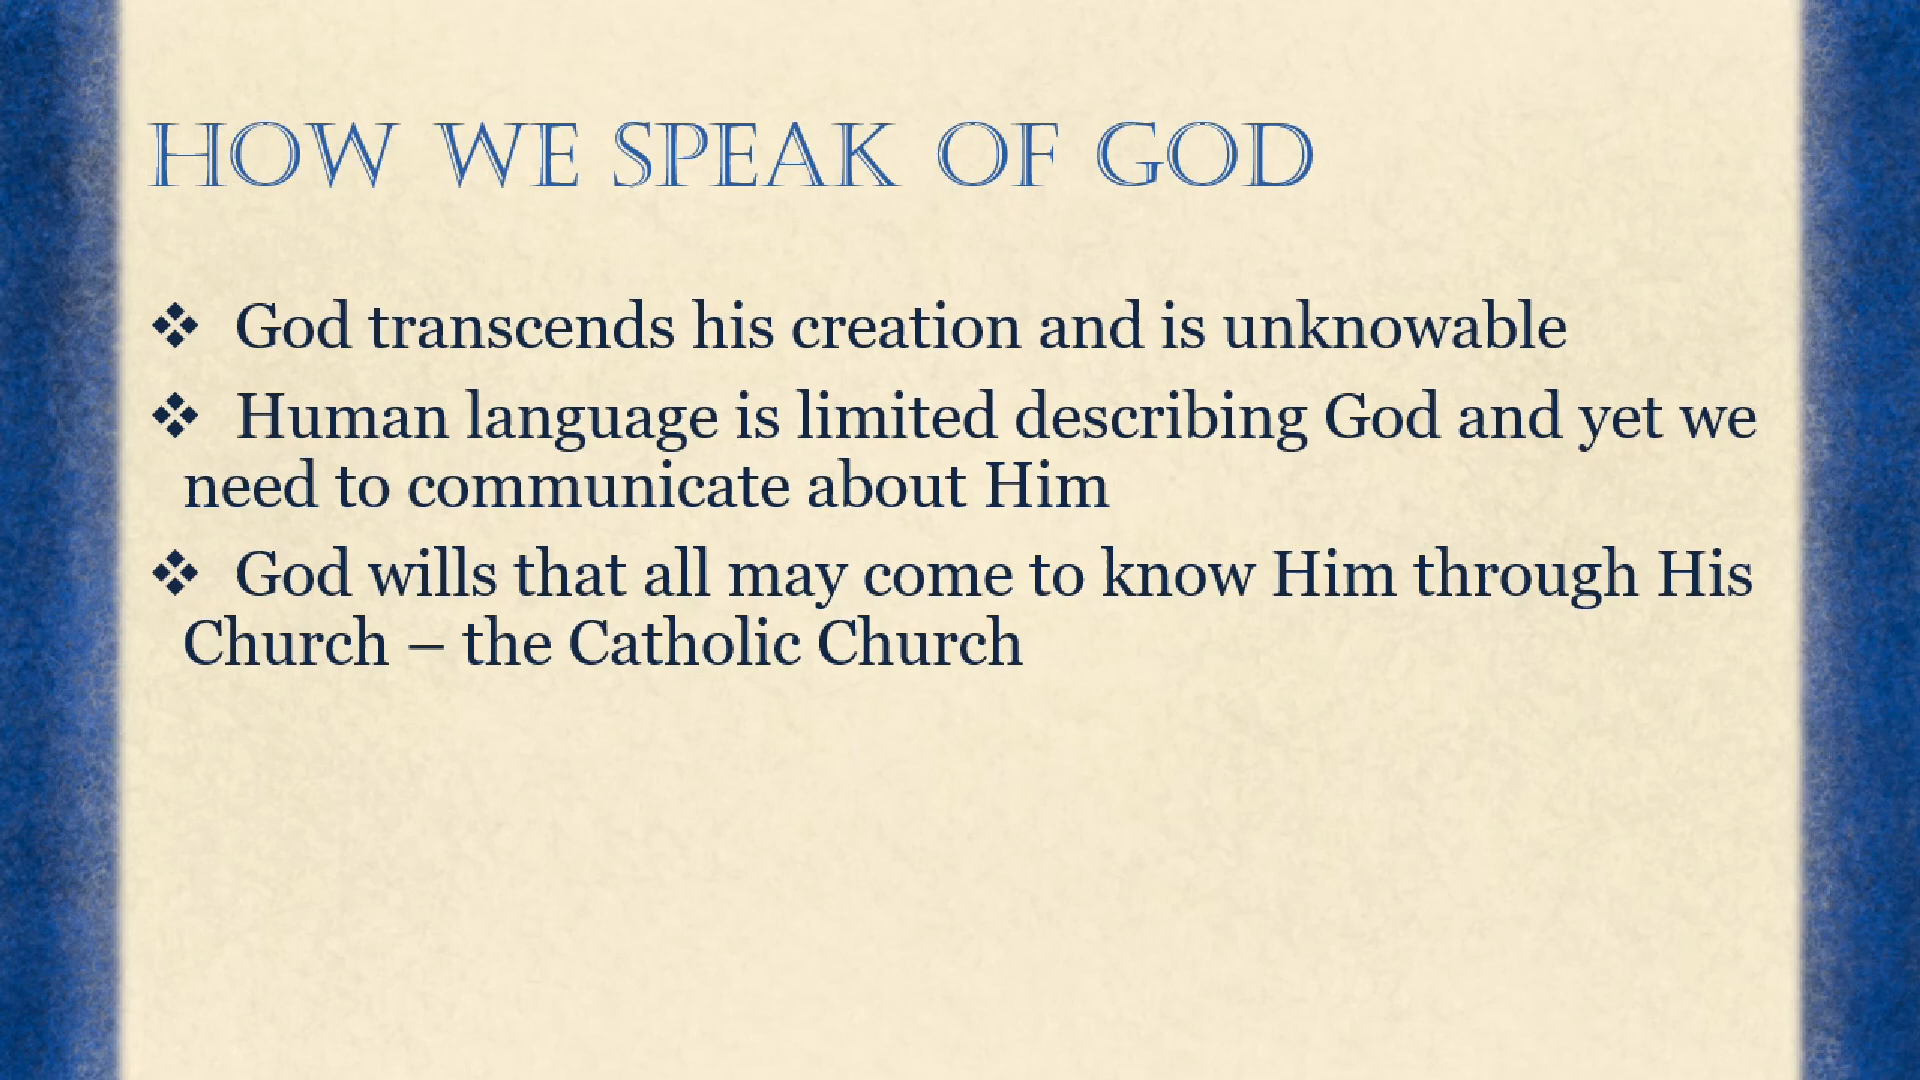 HOW WE SPEAK OF GOD
❖ God transcends his creation and is unknowable
❖ Human language is limited describing God and yet we
need to communicate about Him
❖ God wills that all may come to know Him through His
Church – the Catholic Church